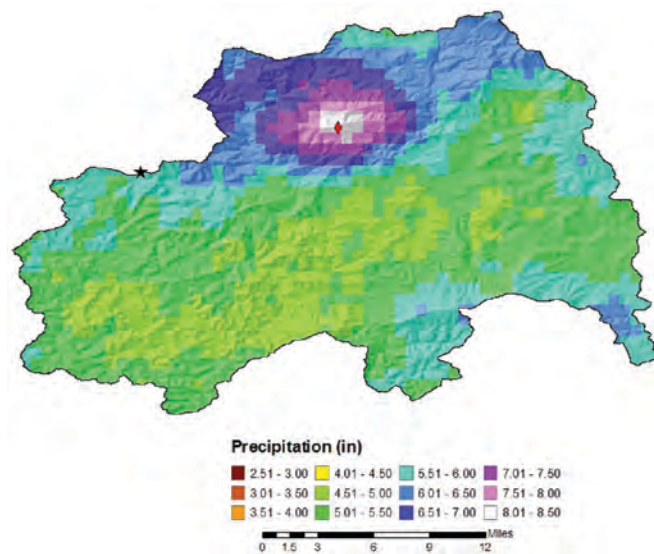 Precipitation (in)
2.51 - 3.00 4.01 - 4.50 5.51 - 6.00 7.01 - 7.50
3.01 - 3.50 4.51 - 5.00 6.01 - 6.50 7.51 - 8.00
3.51 - 4.00 5.01 - 5.50 6.51 - 7.00 8.01 - 8.50
Miles
0 1.5 3 6 9 12